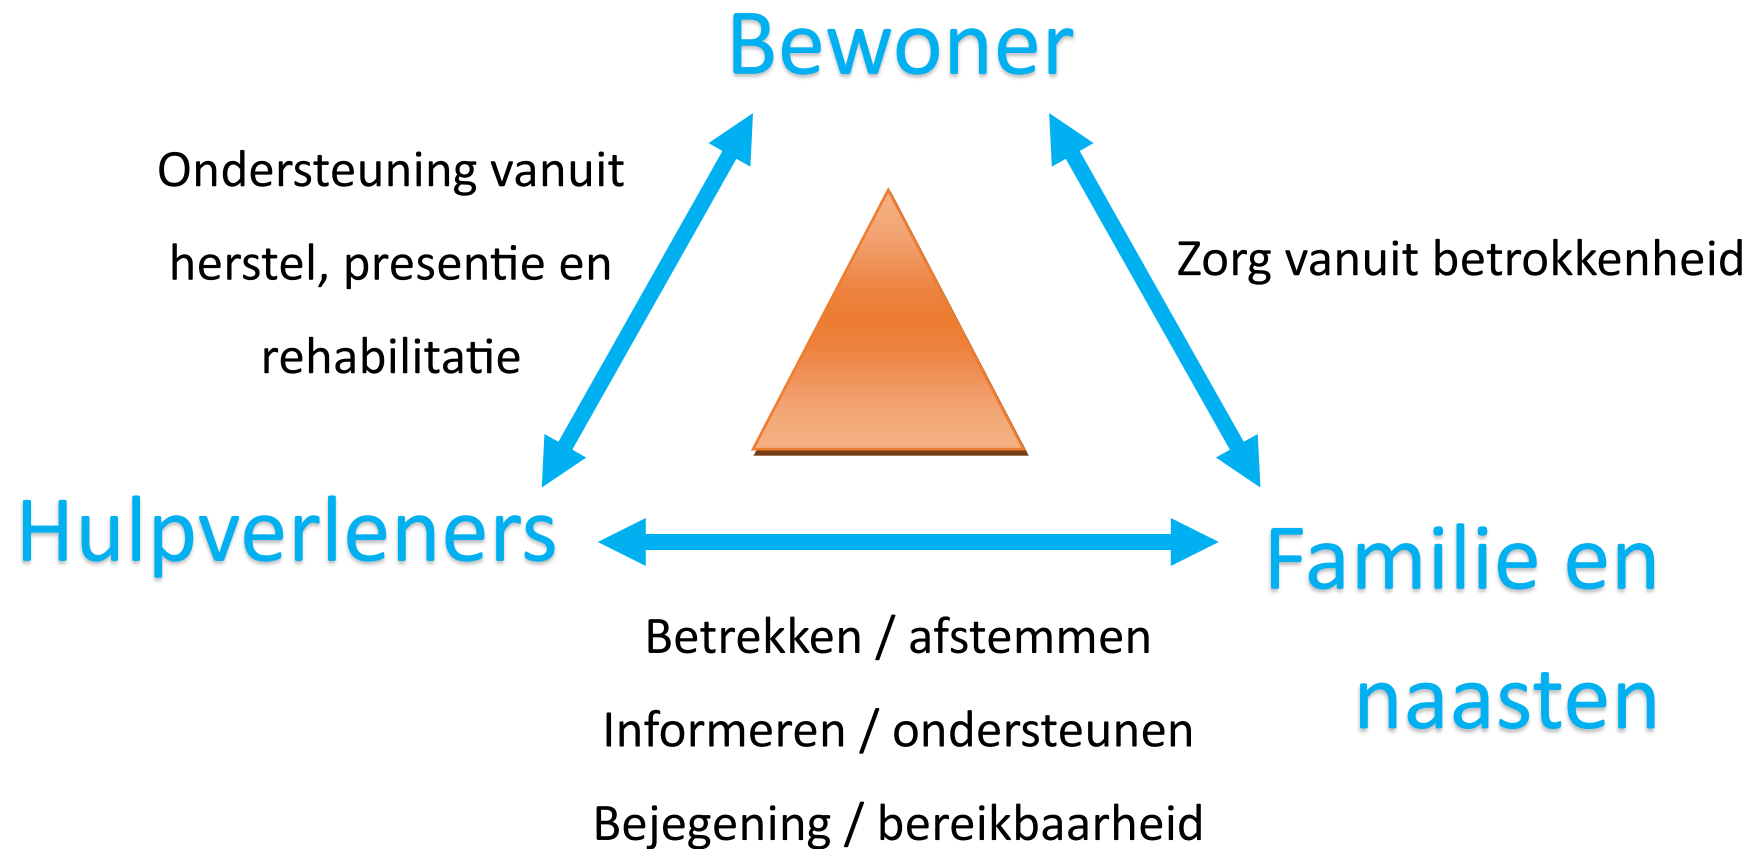 Bewoner
Ondersteuning vanuit
herstel, presentie en
rehabilitatie
Zorg vanuit betrokkenheid
Hulpverleners
Familie en
naasten
Betrekken / afstemmen
Informeren / ondersteunen
Bejegening / bereikbaarheid